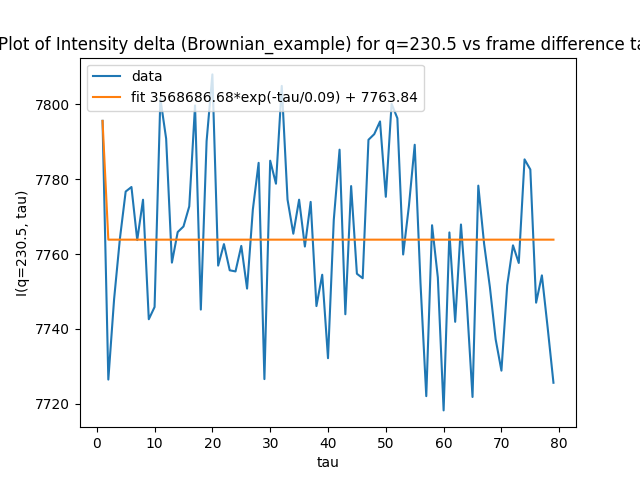 Plot of Intensity delta (Brownian_example) for q=230.5 vs frame difference ta
data
fit 3568686.68*exp(-tau/0.09) + 7763.84
I(q=230.5, tau)
7800
7780
7760
7740
7720
0 10 20 30 40 50 60 70 80
tau